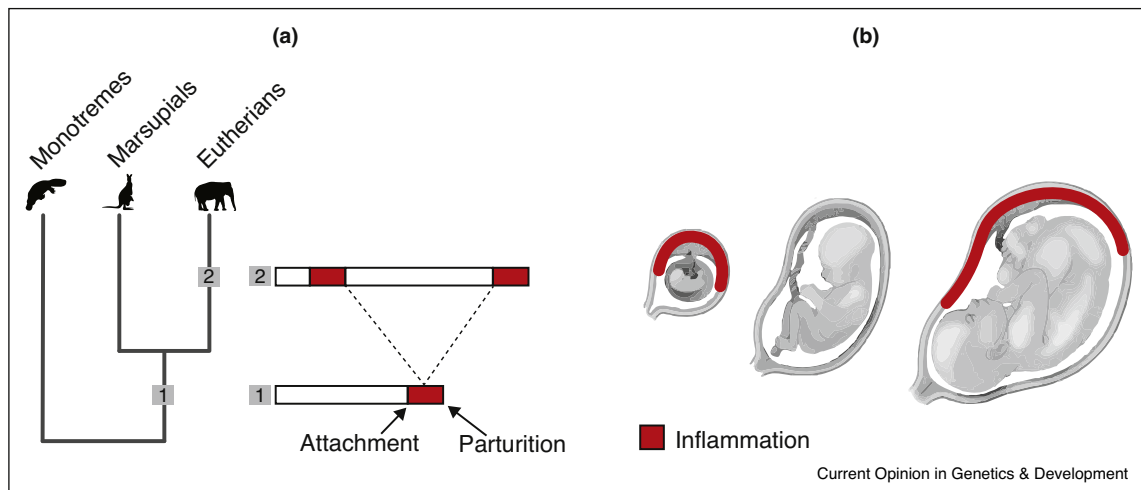 (a)
Monotremes
Marsupials
Eutherians
2
2
1
1
Attachment
Parturition
(b)
Inflammation
Current Opinion in Genetics & Development